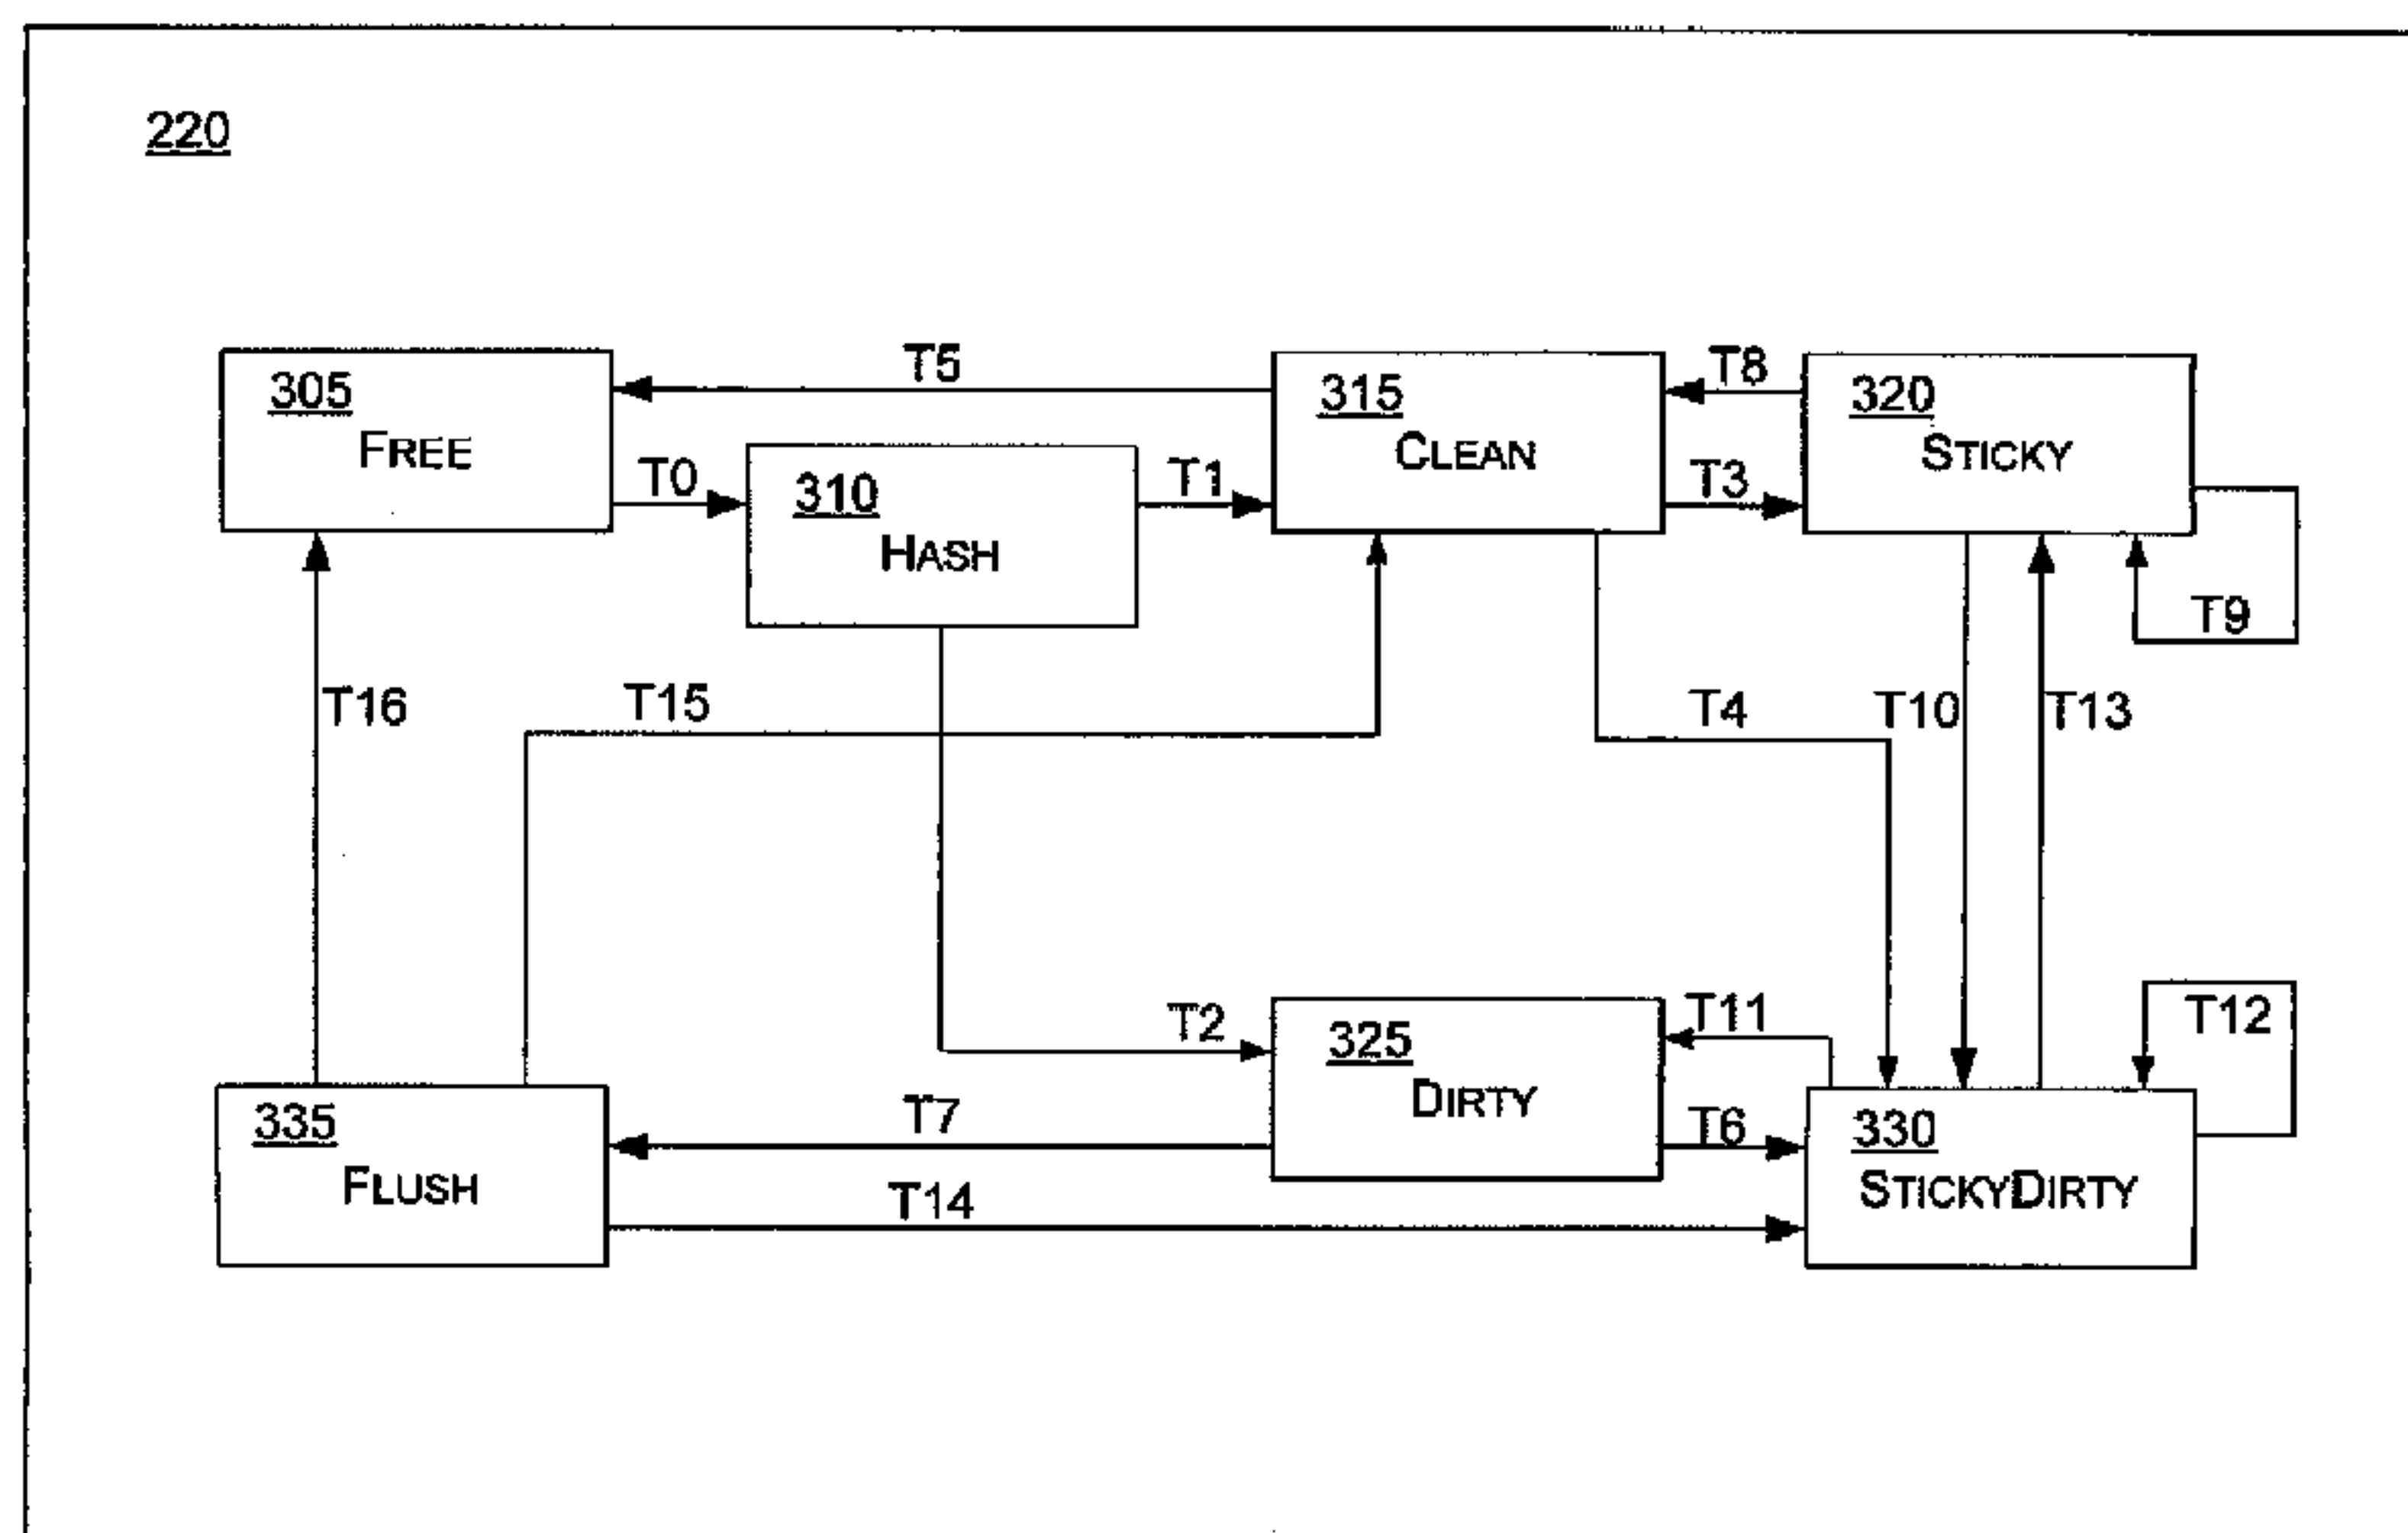 220
T5
T8
305
FREE
315
CLEAN
320
STICKY
T0
310
HASH
T1
T3
T9
T16
T15
T4
T10
T13
T2
T11
T12
325
DIRTY
335
FLUSH
T7
T6
330
STICKYDIRTY
T14